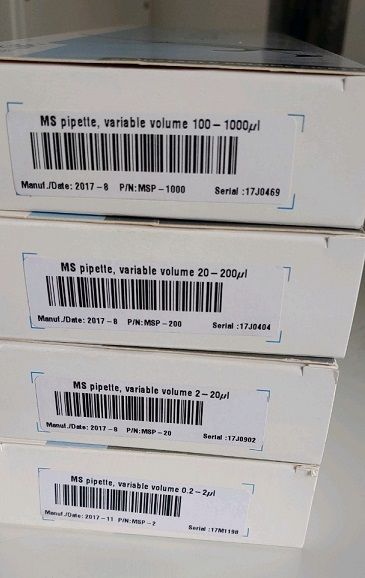 MS pipette, variable volume 100-1000µl
Manuf./Date: 2017-8 P/N:MSP-1000 Serial :17J0469
MS pipette, variable volume 20-200µl
Manuf./Date: 2017-8 P/N:MSP-200 Serial :17J0404
MS pipette, variable volume 2-20µl
Manuf./Date: 2017-8 P/N:MSP-20 Serial :17J0902
MS pipette, variable volume 0.2-2µl
Manuf./Date: 2017-11 P/N:MSP-2 Serial :17M1198